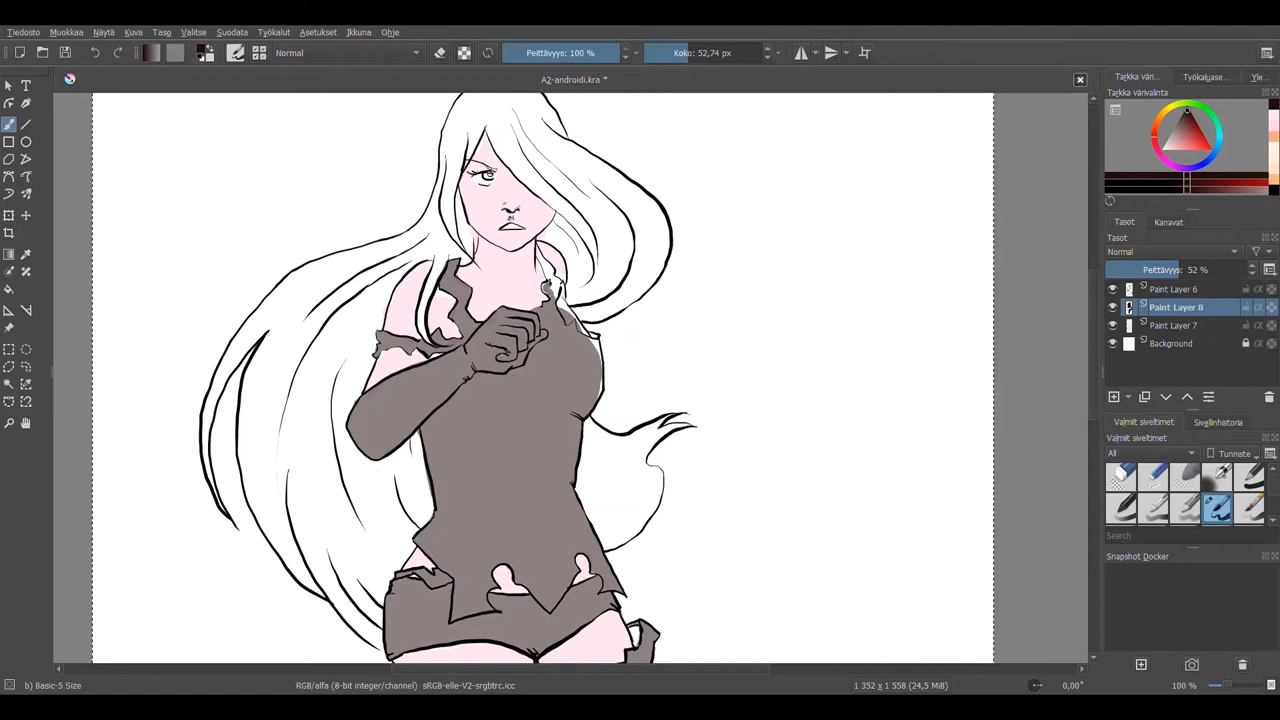 Tiedosto Muokkaa Näytä Kuva Taso Valitse Suodata Työkalut Asetukset Ikkuna Ohje
Normal Peittävyys: 100 % Koko: 52,74 px
A2-androidi.kra *
Tarkka väri... Työkaluase... Yle...
Tarkka värivalinta
Tasot Kanavat
Tasot
Normal
Peittävyys: 52 %
Paint Layer 6
Paint Layer 8
Paint Layer 7
Background
Valmiit siveltimet Sivellinhistoria
Valmiit siveltimet
All Tunniste
Search
Snapshot Docker
b) Basic-5 Size RGB/alfa (8-bit integer/channel) sRGB-elle-V2-srgbtrc.icc 1 352 x 1 558 (24,5 MiB) 0,00° 100 %